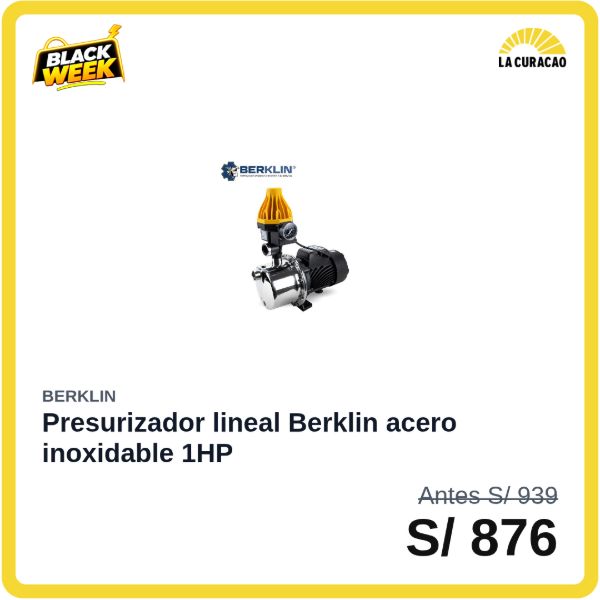 BLACK
WEEK
LA CURACAO
BERKLIN®
BERKLIN
Presurizador lineal Berklin acero
inoxidable 1HP
Antes S/ 939
S/ 876